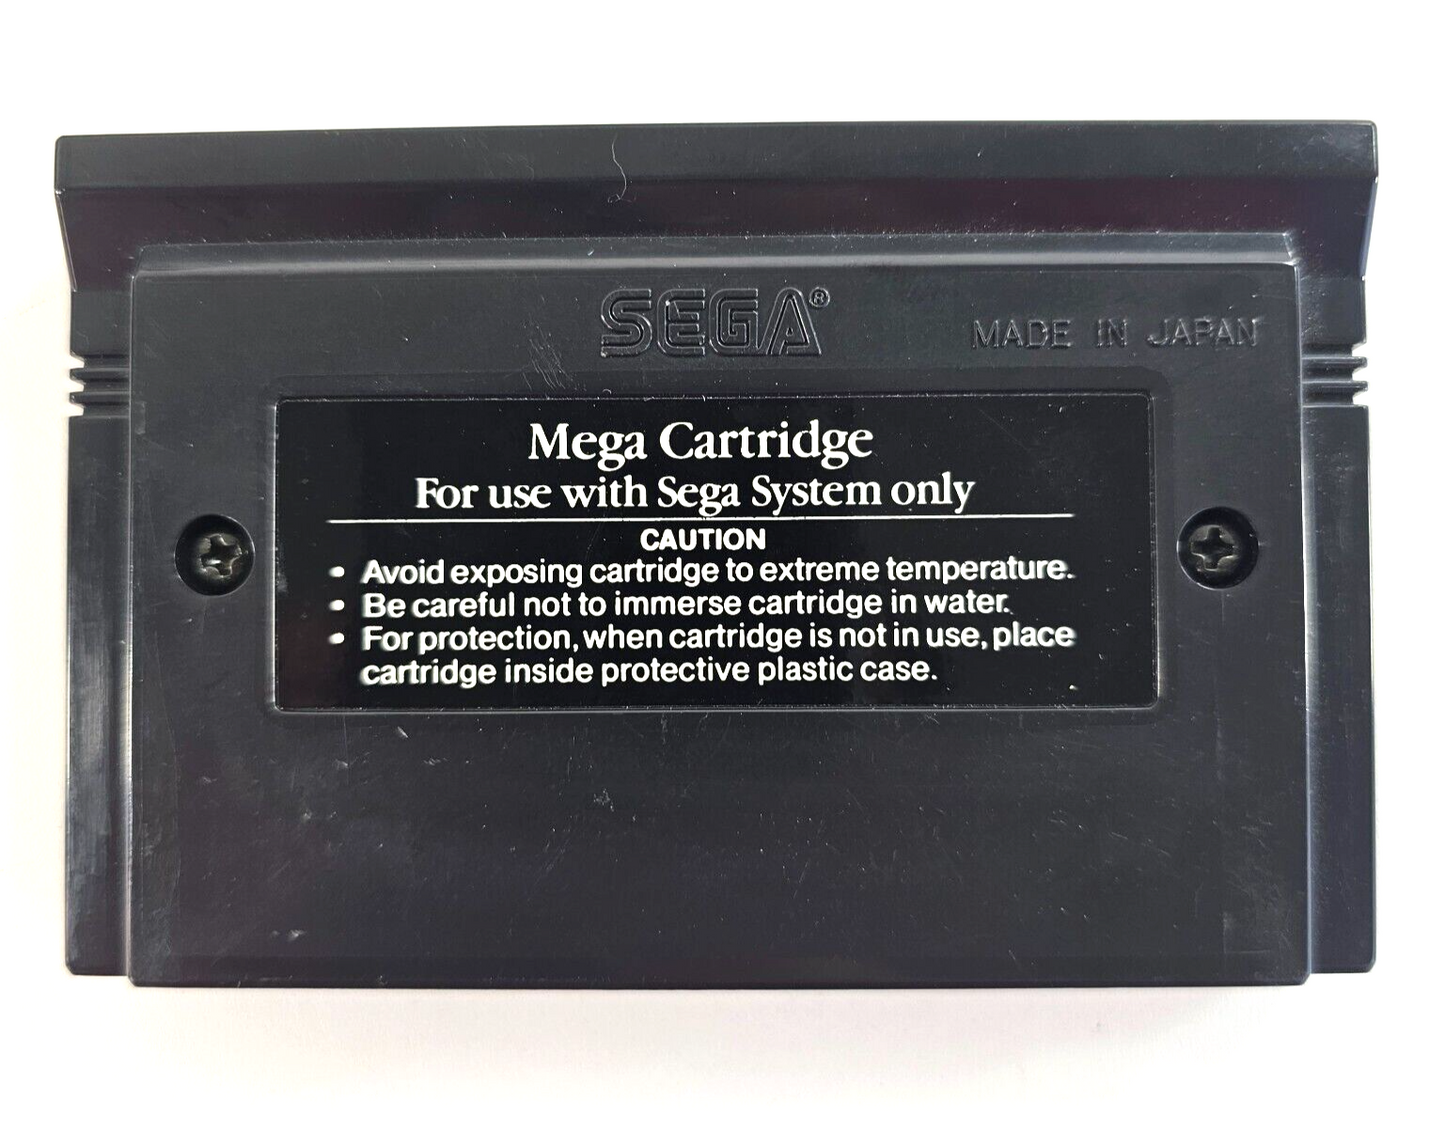 SEGA®
MADE IN JAPAN
Mega Cartridge
For use with Sega System only
CAUTION
• Avoid exposing cartridge to extreme temperature.
• Be careful not to immerse cartridge in water.
• For protection, when cartridge is not in use, place
cartridge inside protective plastic case.